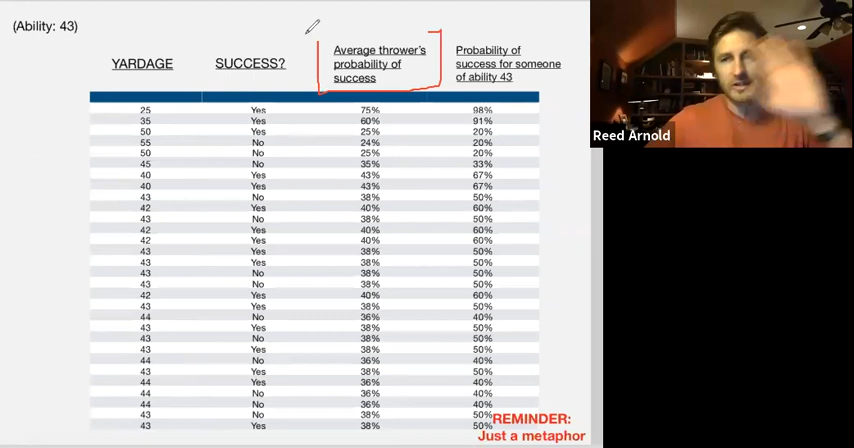 (Ability: 43)
YARDAGE SUCCESS? Average thrower's probability of success Probability of success for someone of ability 43
25 Yes 75% 98%
35 Yes 60% 91%
50 Yes 25% 20%
55 No 24% 20%
50 No 25% 20%
45 No 35% 33%
40 Yes 43% 67%
40 Yes 43% 67%
43 No 38% 50%
42 Yes 40% 60%
43 No 38% 50%
42 Yes 40% 60%
42 Yes 40% 60%
43 Yes 38% 50%
43 Yes 38% 50%
43 No 38% 50%
43 No 38% 50%
42 Yes 40% 60%
43 Yes 38% 50%
44 No 36% 40%
43 Yes 38% 50%
43 No 38% 50%
43 Yes 38% 50%
44 No 36% 40%
43 No 38% 50%
44 Yes 36% 40%
44 No 36% 40%
44 No 36% 40%
43 No 38% 50%
43 Yes 38% 50%
REMINDER:
Just a metaphor
Reed Arnold